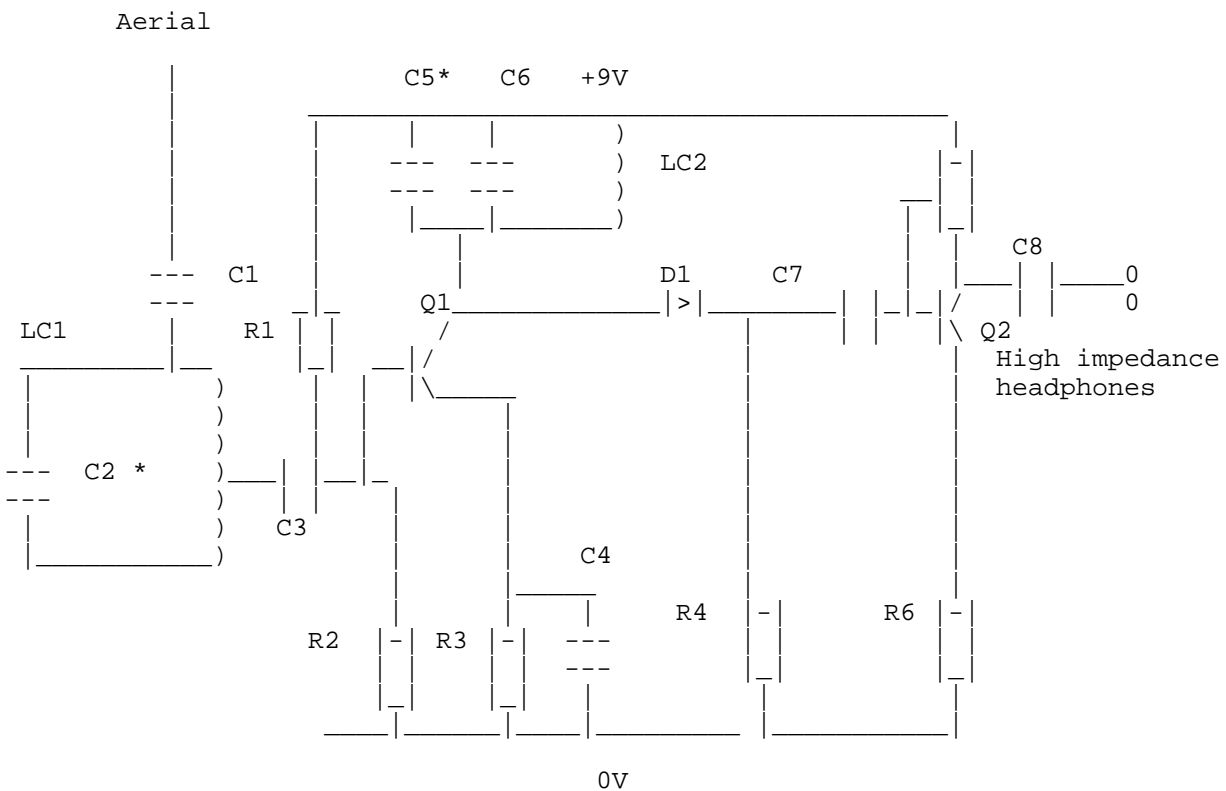 Aerial
C5* C6 +9V
LC2
C1 D1 C7 C8
0
Q1
0
LC1 R1 Q2
High impedance
headphones
C2 *
C3
C4
R4 R6
R2 R3
0V